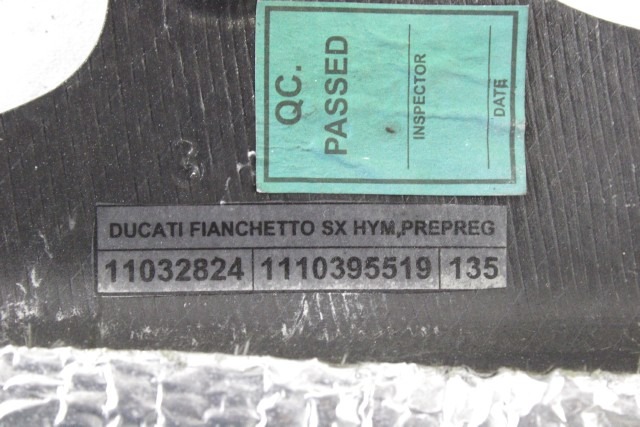 QC.
PASSED
INSPECTOR
DATE
DUCATI FIANCHETTO SX HYM,PREPREG
11032824 1110395519 135